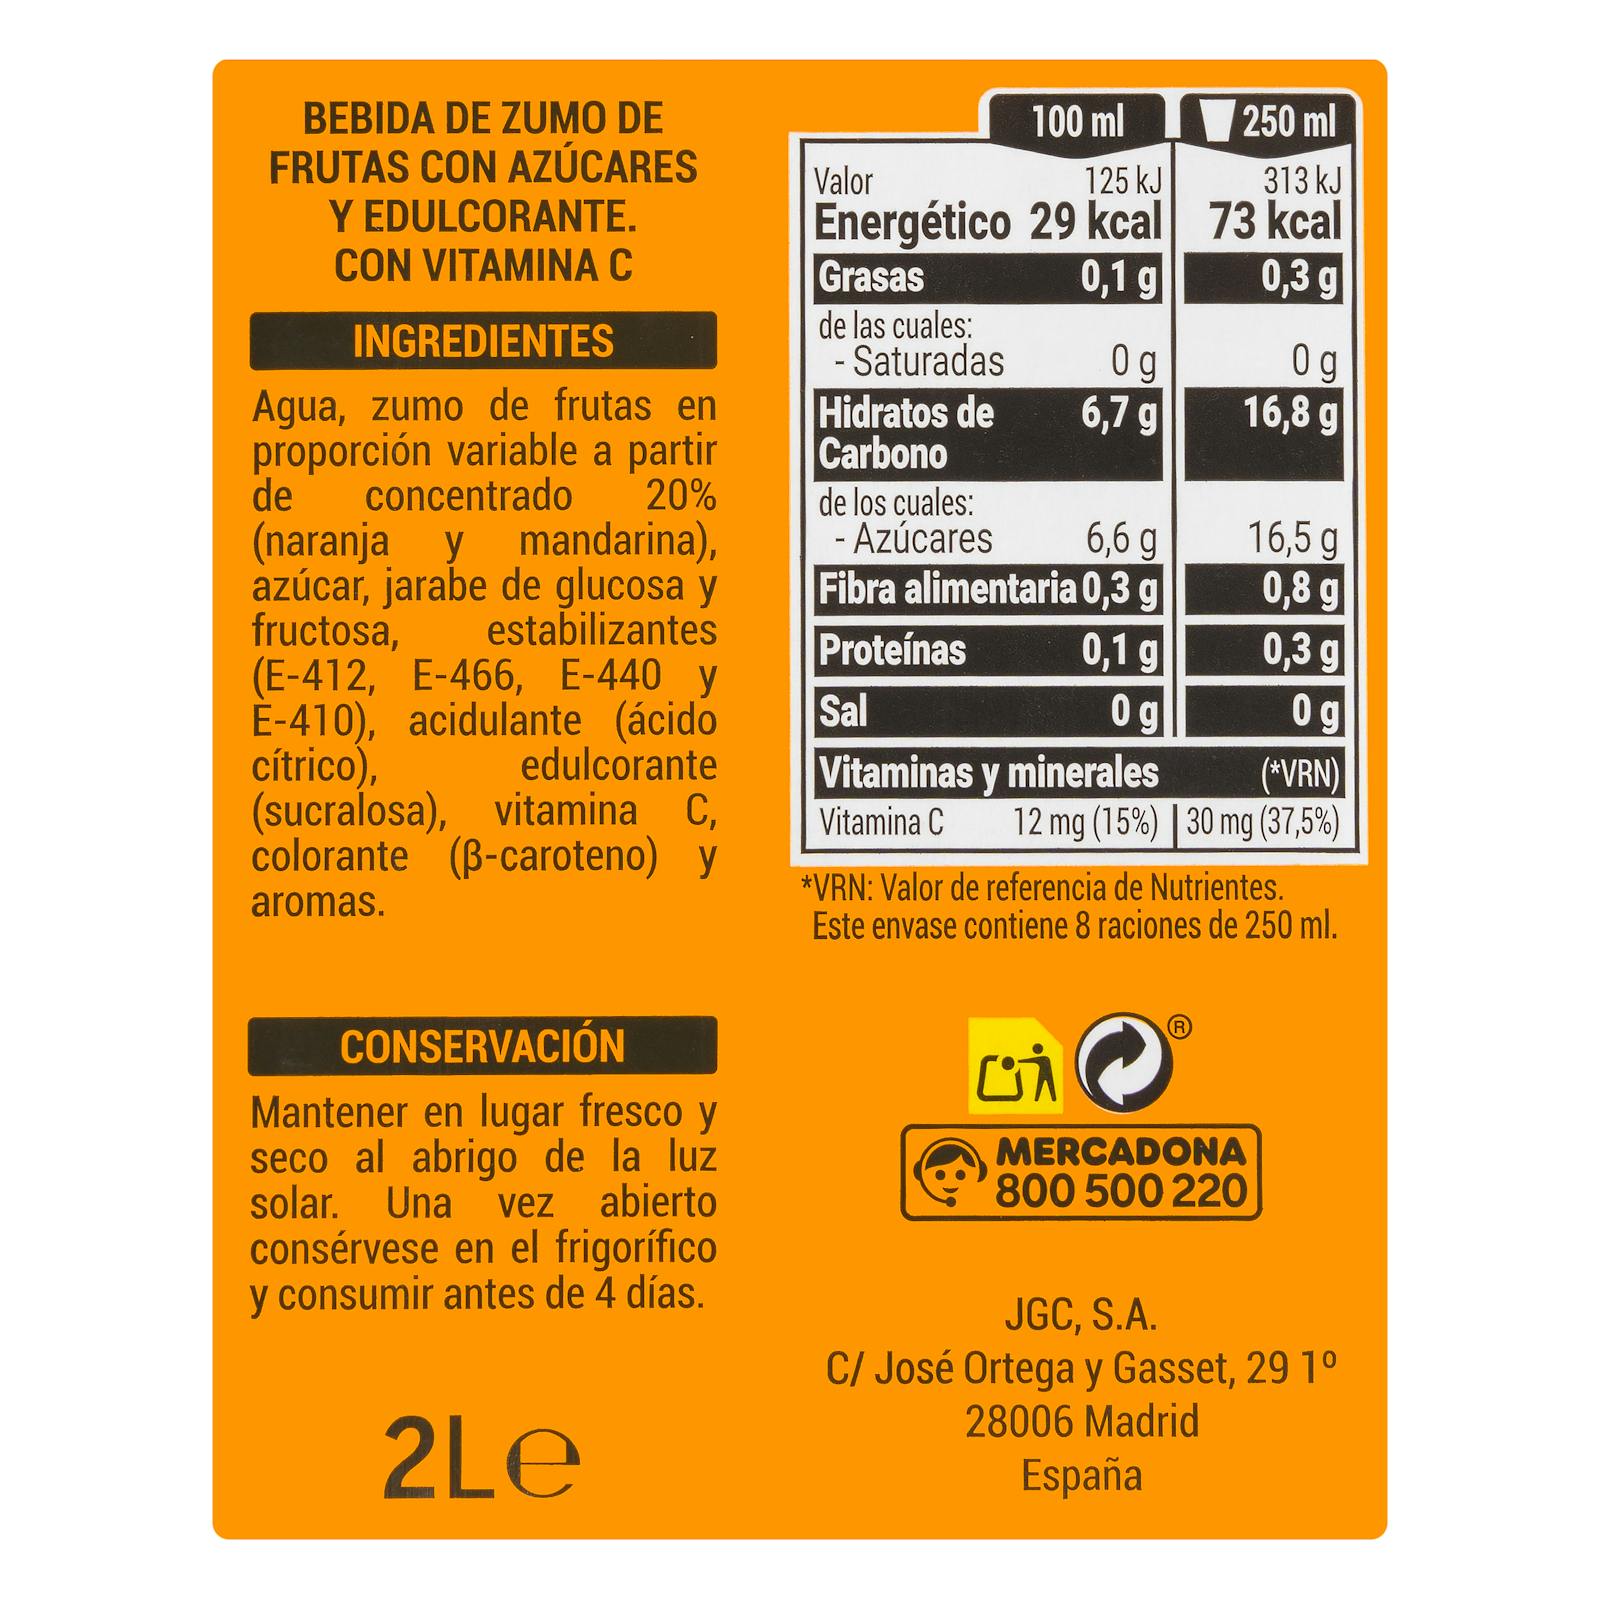 BEBIDA DE ZUMO DE
FRUTAS CON AZÚCARES
Y EDULCORANTE.
CON VITAMINA C
INGREDIENTES
Agua, zumo de frutas en
proporción variable a partir
de concentrado 20%
(naranja y mandarina),
azúcar, jarabe de glucosa y
fructosa, estabilizantes
(E-412, E-466, E-440 y
E-410), acidulante (ácido
cítrico), edulcorante
(sucralosa), vitamina C,
colorante (β-caroteno) y
aromas.
CONSERVACIÓN
Mantener en lugar fresco y
seco al abrigo de la luz
solar. Una vez abierto
consérvese en el frigorífico
y consumir antes de 4 días.
2L e
100 ml 250 ml
Valor 125 kJ 313 kJ
Energético 29 kcal 73 kcal
Grasas 0,1 g 0,3 g
de las cuales:
- Saturadas 0 g 0 g
Hidratos de 6,7 g 16,8 g
Carbono
de los cuales:
- Azúcares 6,6 g 16,5 g
Fibra alimentaria 0,3 g 0,8 g
Proteínas 0,1 g 0,3 g
Sal 0 g 0 g
Vitaminas y minerales (*VRN)
Vitamina C 12 mg (15%) 30 mg (37,5%)
*VRN: Valor de referencia de Nutrientes.
Este envase contiene 8 raciones de 250 ml.
®
MERCADONA
800 500 220
JGC, S.A.
C/ José Ortega y Gasset, 29 1º
28006 Madrid
España